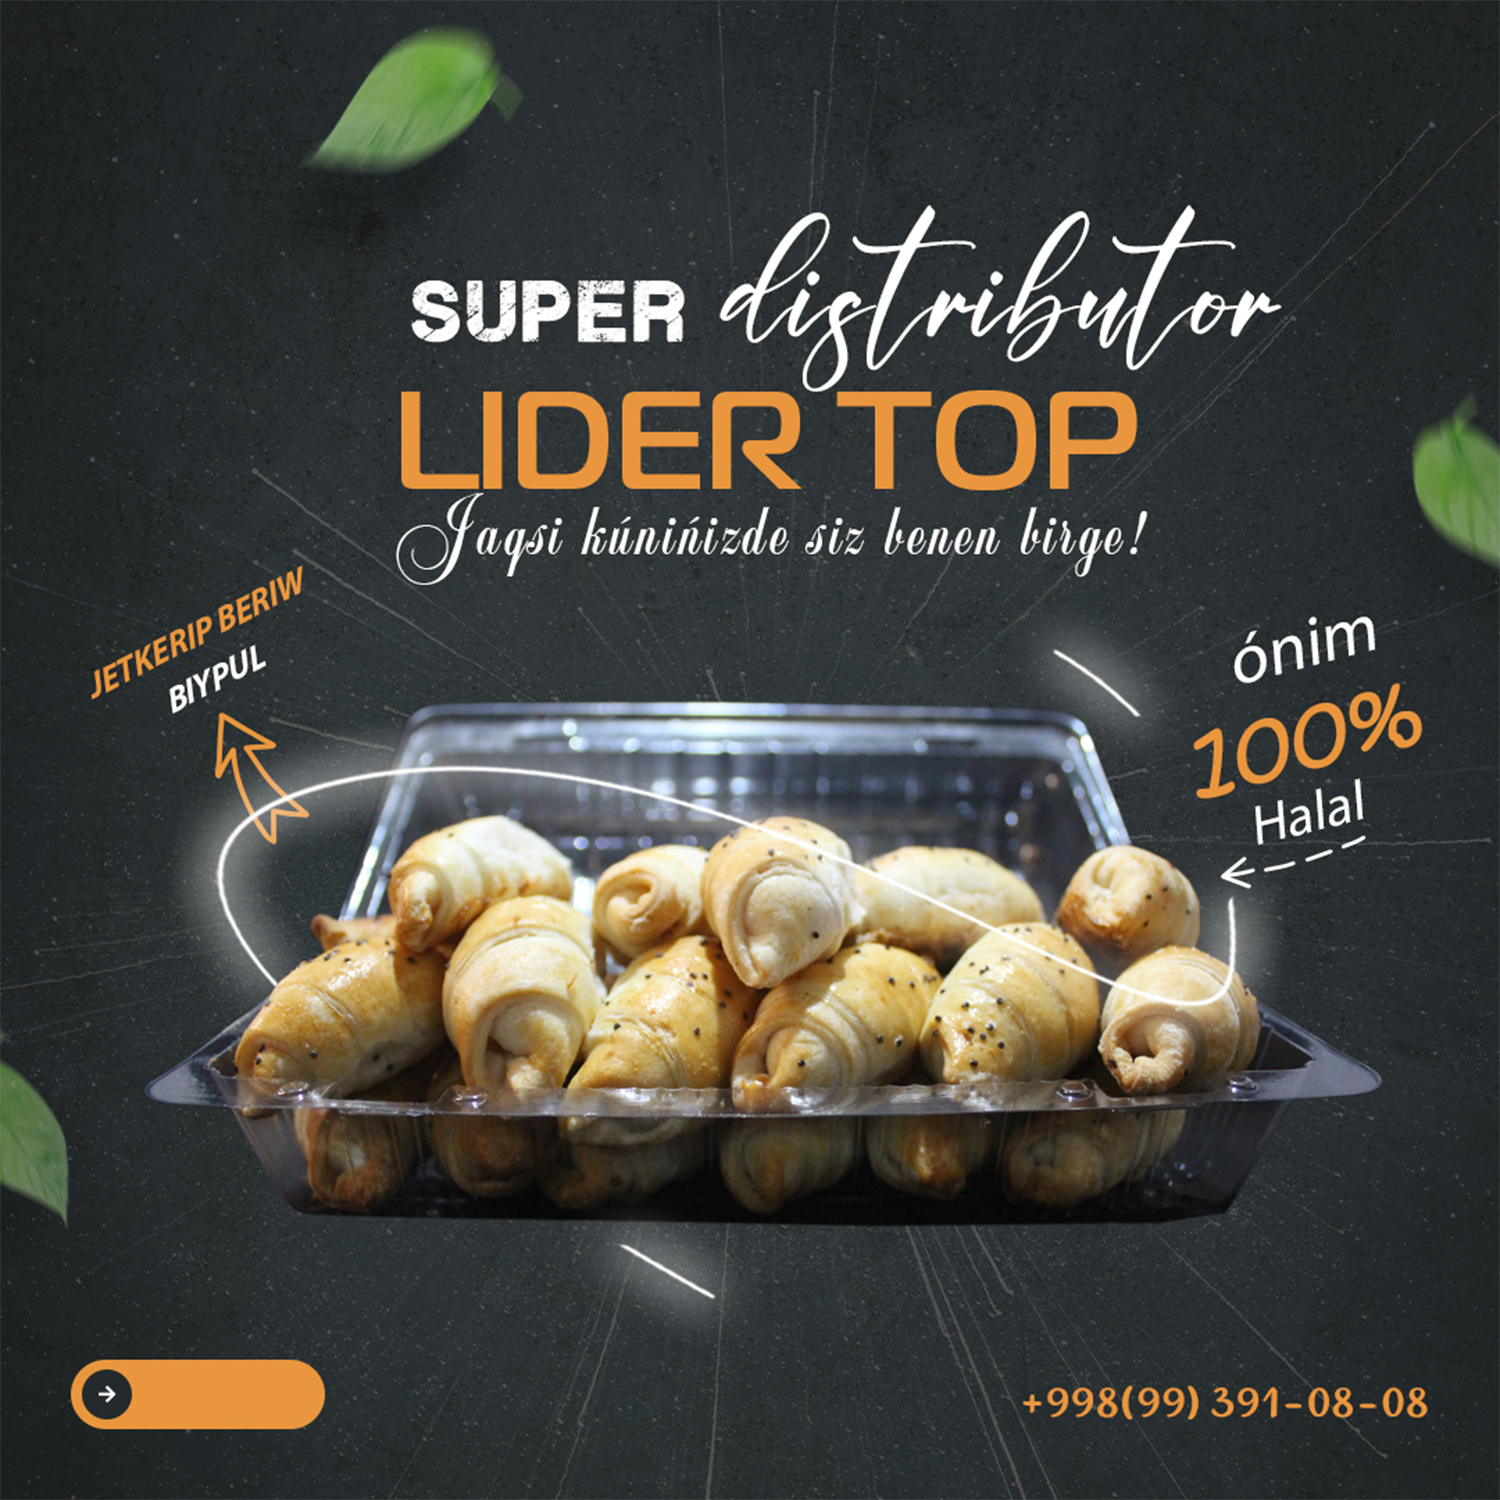 SUPER distributor
LIDER TOP
Jaqsi kúnińizde siz benen birge!
JETKERIP BERIW
BIYPUL
ónim
100%
Halal
+998(99) 391-08-08